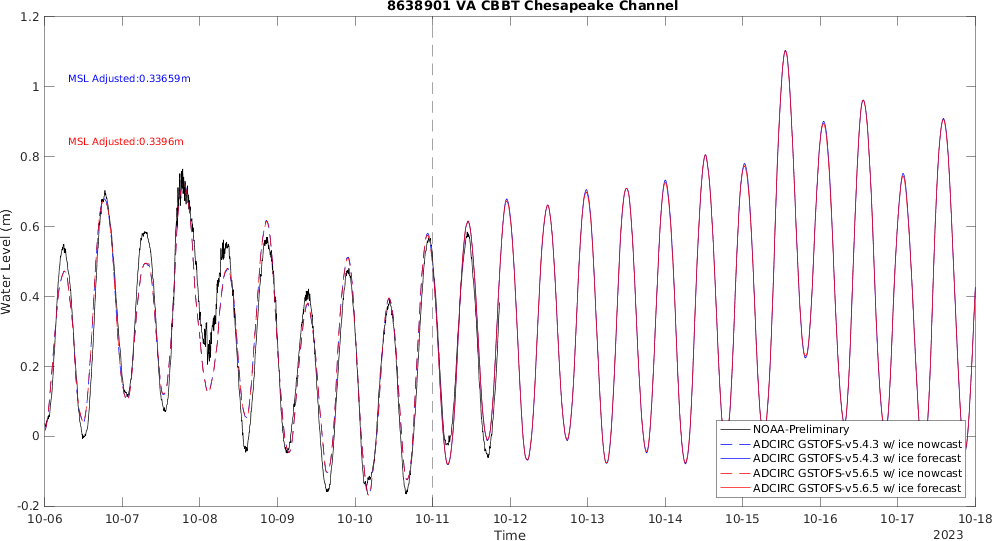 8638901 VA CBBT Chesapeake Channel
1.2
1
0.8
0.6
0.4
0.2
0
-0.2
Water Level (m)
MSL Adjusted:0.33659m
MSL Adjusted:0.3396m
NOAA-Preliminary
ADCIRC GSTOFS-v5.4.3 w/ ice nowcast
ADCIRC GSTOFS-v5.4.3 w/ ice forecast
ADCIRC GSTOFS-v5.6.5 w/ ice nowcast
ADCIRC GSTOFS-v5.6.5 w/ ice forecast
10-06 10-07 10-08 10-09 10-10 10-11 10-12 10-13 10-14 10-15 10-16 10-17 10-18
Time
2023